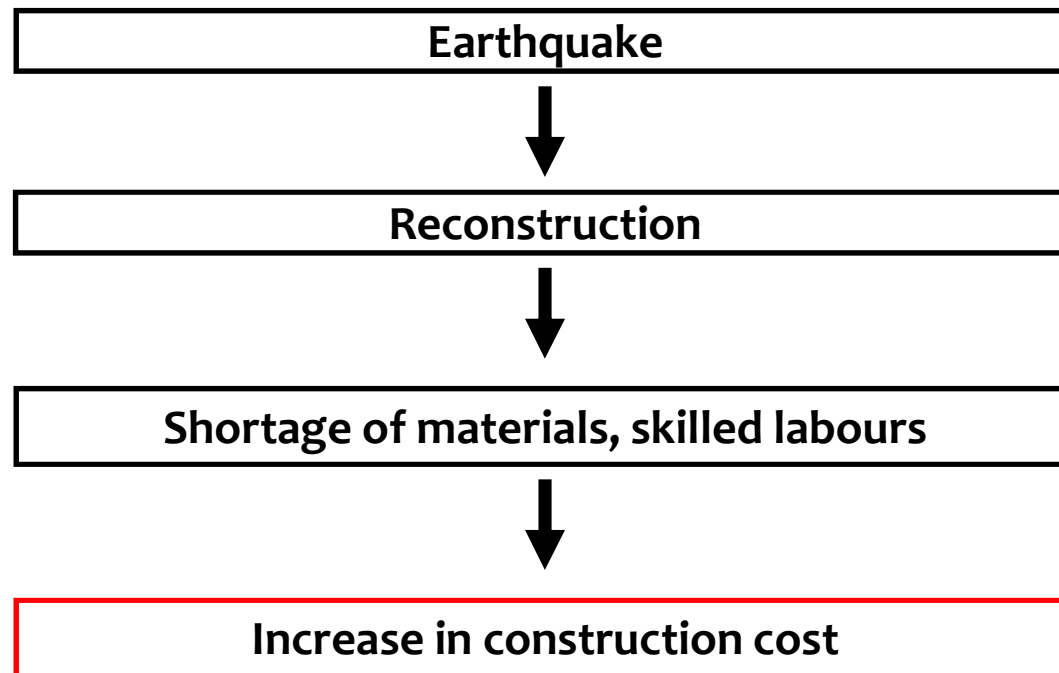 Earthquake
Reconstruction
Shortage of materials, skilled labours
Increase in construction cost